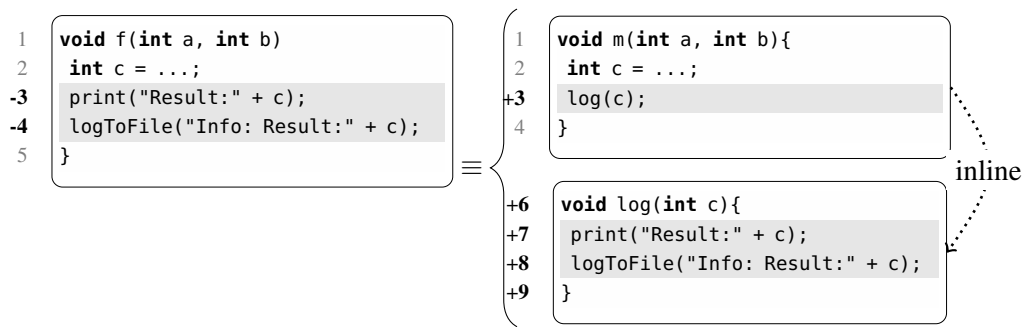 1 void f(int a, int b)
2 int c = ...;
-3 print("Result:" + c);
-4 logToFile("Info: Result:" + c);
5 }
≡
1 void m(int a, int b){
2 int c = ...;
+3 log(c);
4 }
inline
+6 void log(int c){
+7 print("Result:" + c);
+8 logToFile("Info: Result:" + c);
+9 }